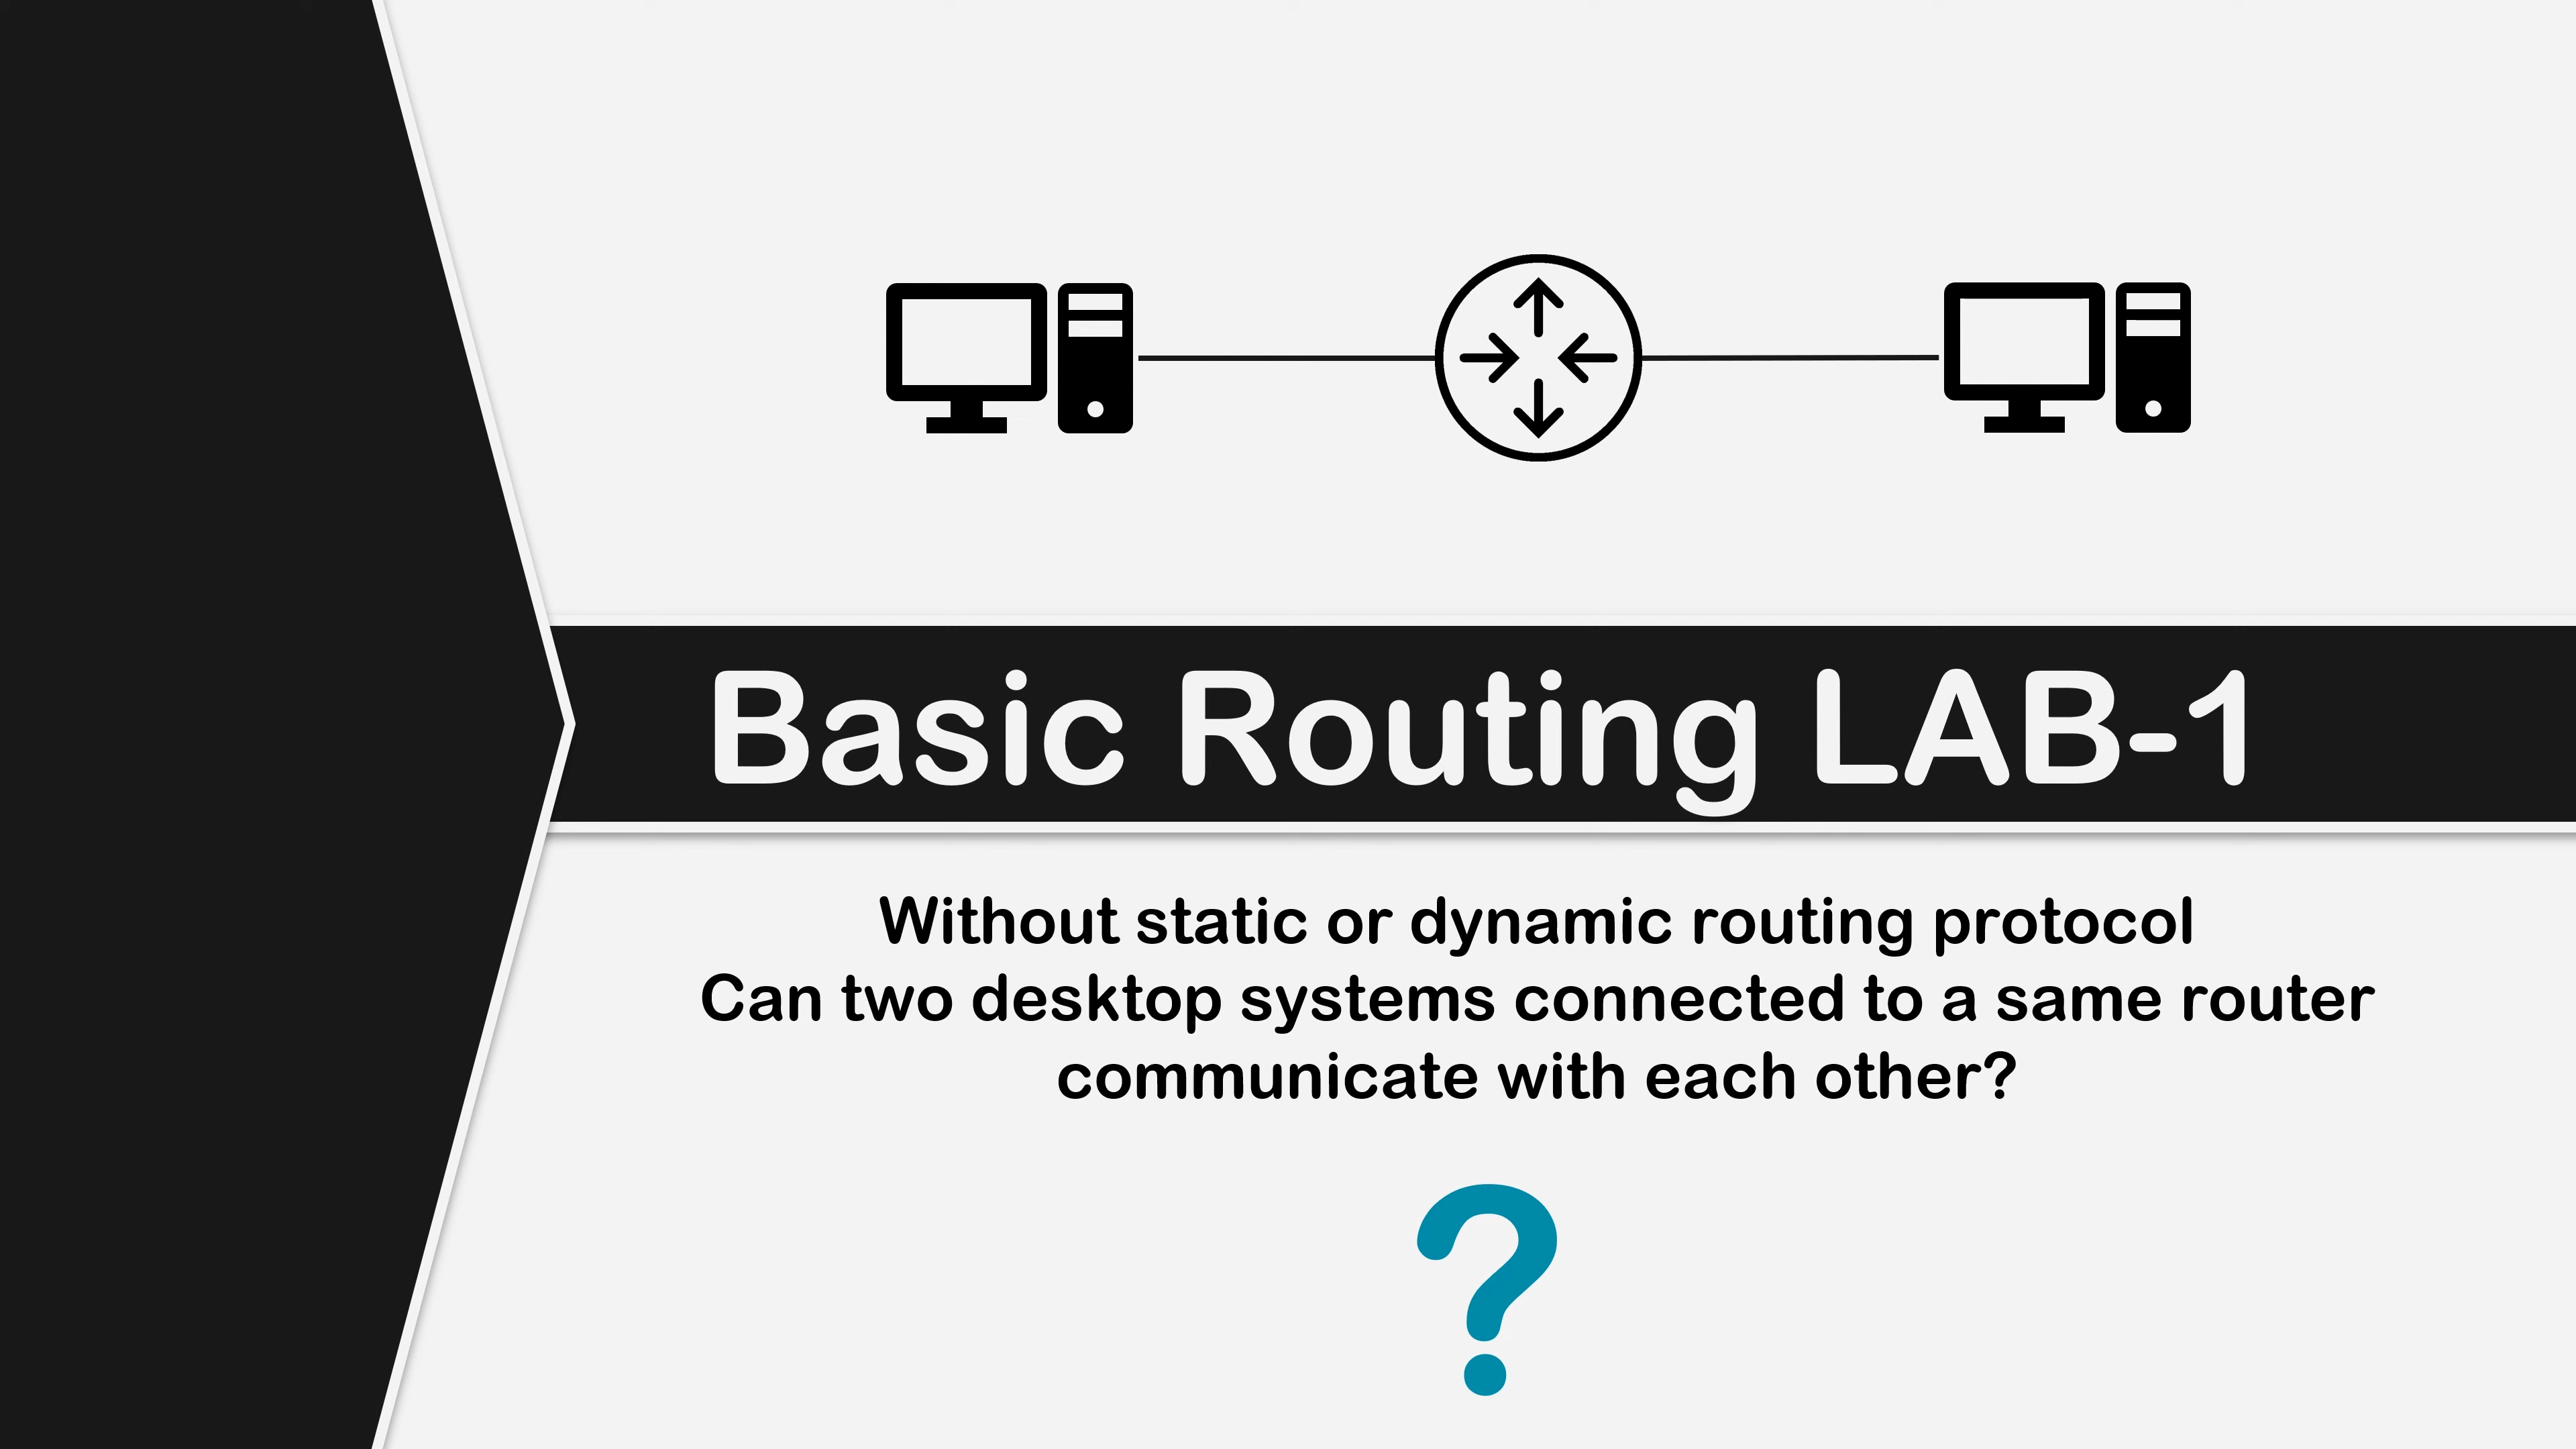 Basic Routing LAB-1
Without static or dynamic routing protocol
Can two desktop systems connected to a same router
communicate with each other?
?